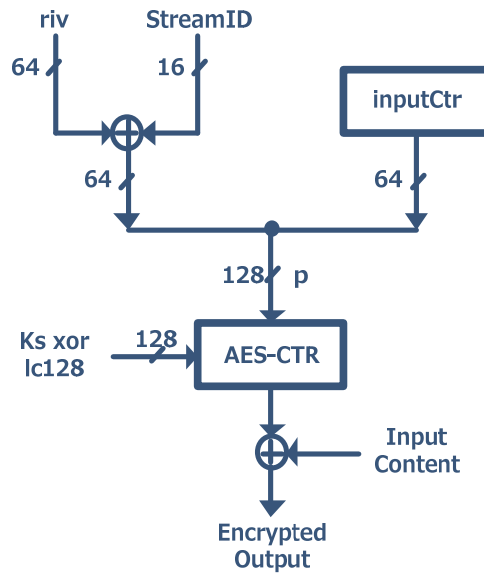 riv
StreamID
64
16
inputCtr
64
64
128
p
Ks xor
lc128
128
AES-CTR
Input
Content
Encrypted
Output